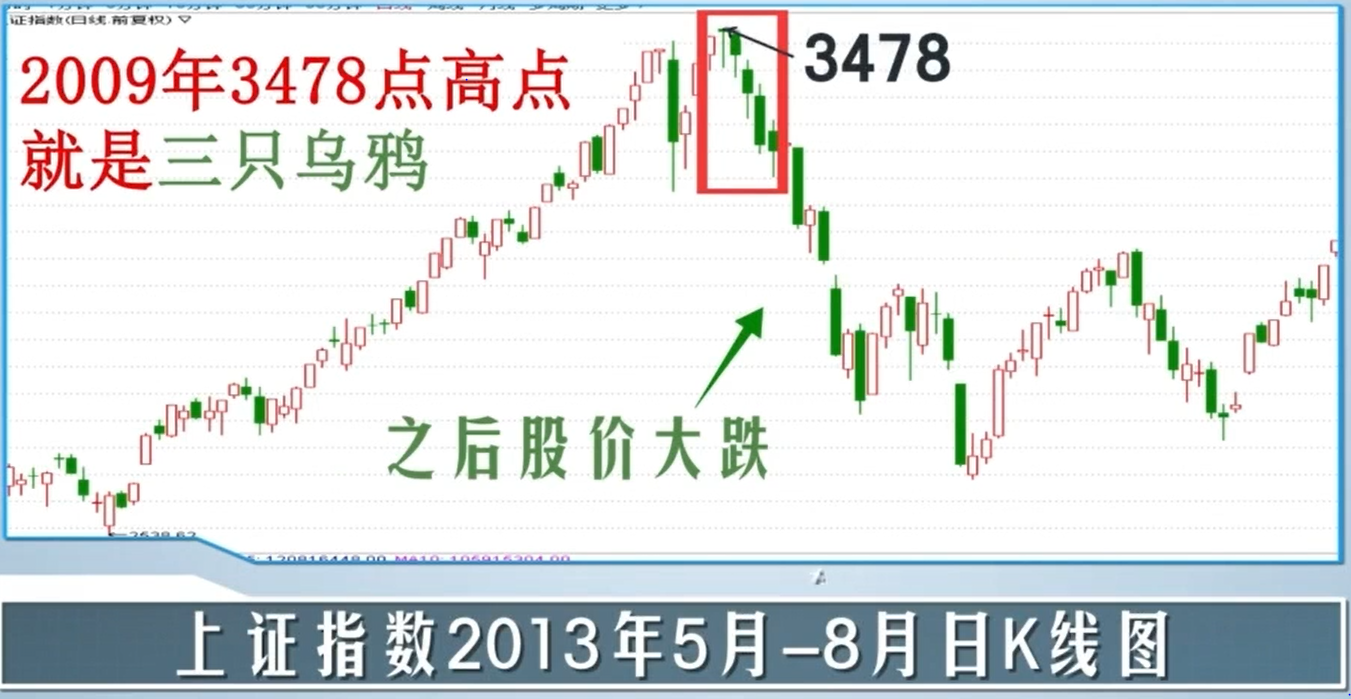 证指数(日线.前复权)
2009年3478点高点
就是三只乌鸦
3478
之后股价大跌
2638.62
120816448.00 MA10: 105915304.00
上证指数2013年5月-8月日K线图